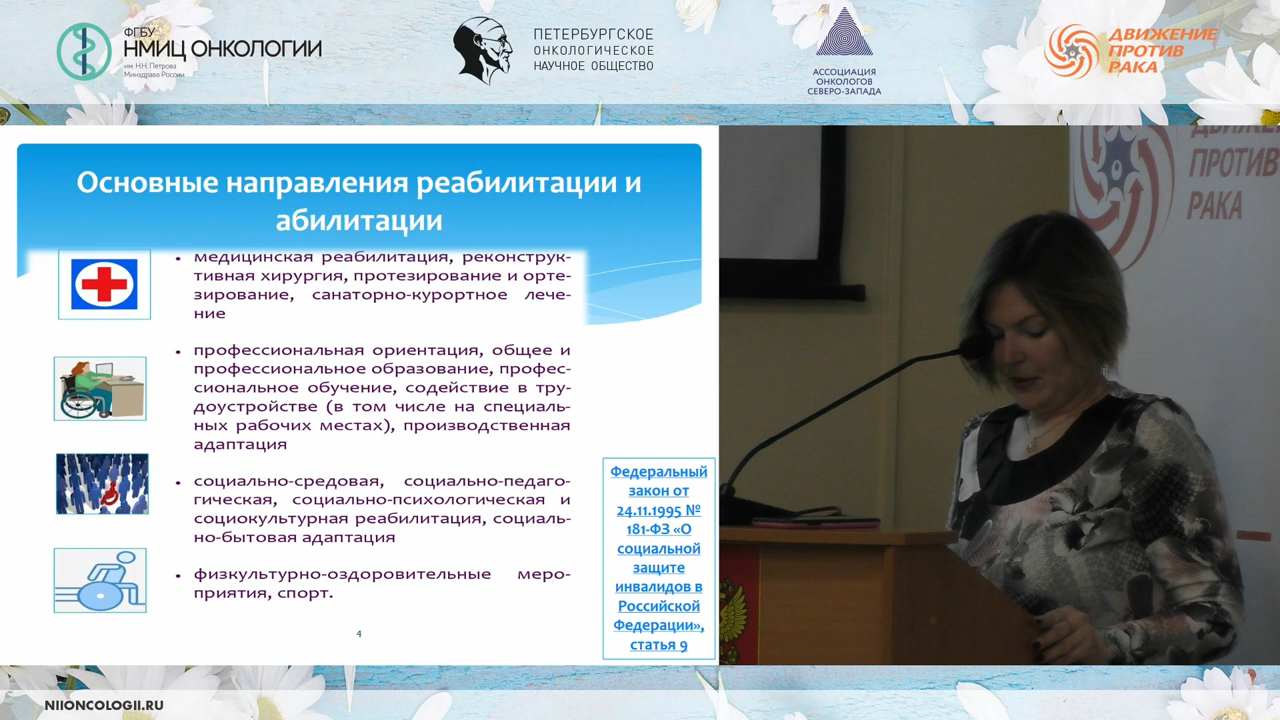 ФГБУ
НМИЦ ОНКОЛОГИИ
им. Н.Н. Петрова
Минздрава России
ПЕТЕРБУРГСКОЕ
ОНКОЛОГИЧЕСКОЕ
НАУЧНОЕ ОБЩЕСТВО
АССОЦИАЦИЯ
ОНКОЛОГОВ
СЕВЕРО-ЗАПАДА
ДВИЖЕНИЕ
ПРОТИВ
РАКА
Основные направления реабилитации и
абилитации
• медицинская реабилитация, реконструк-
тивная хирургия, протезирование и орте-
зирование, санаторно-курортное лече-
ние
• профессиональная ориентация, общее и
профессиональное образование, профес-
сиональное обучение, содействие в тру-
доустройстве (в том числе на специаль-
ных рабочих местах), производственная
адаптация
• социально-средовая, социально-педаго-
гическая, социально-психологическая и
социокультурная реабилитация, социаль-
но-бытовая адаптация
• физкультурно-оздоровительные меро-
приятия, спорт.
4
Федеральный
закон от
24.11.1995 №
181-ФЗ «О
социальной
защите
инвалидов в
Российской
Федерации»,
статья 9
ДВИЖЕ
ПРОТИВ
РАКА
NIIONCOLOGII.RU